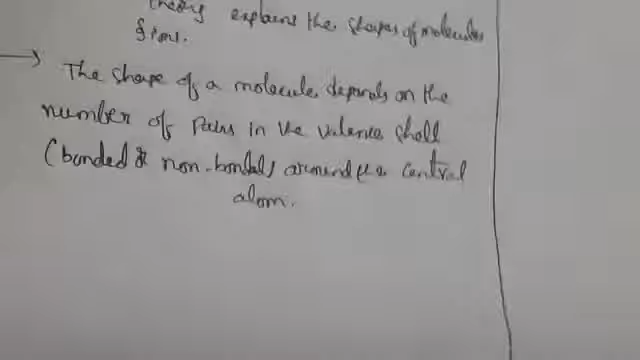 theory explains the shapes of molecules
& ions.
→ The shape of a molecule depends on the
number of Pairs in the valence shell
(bonded & non-bonded) around the central
atom.